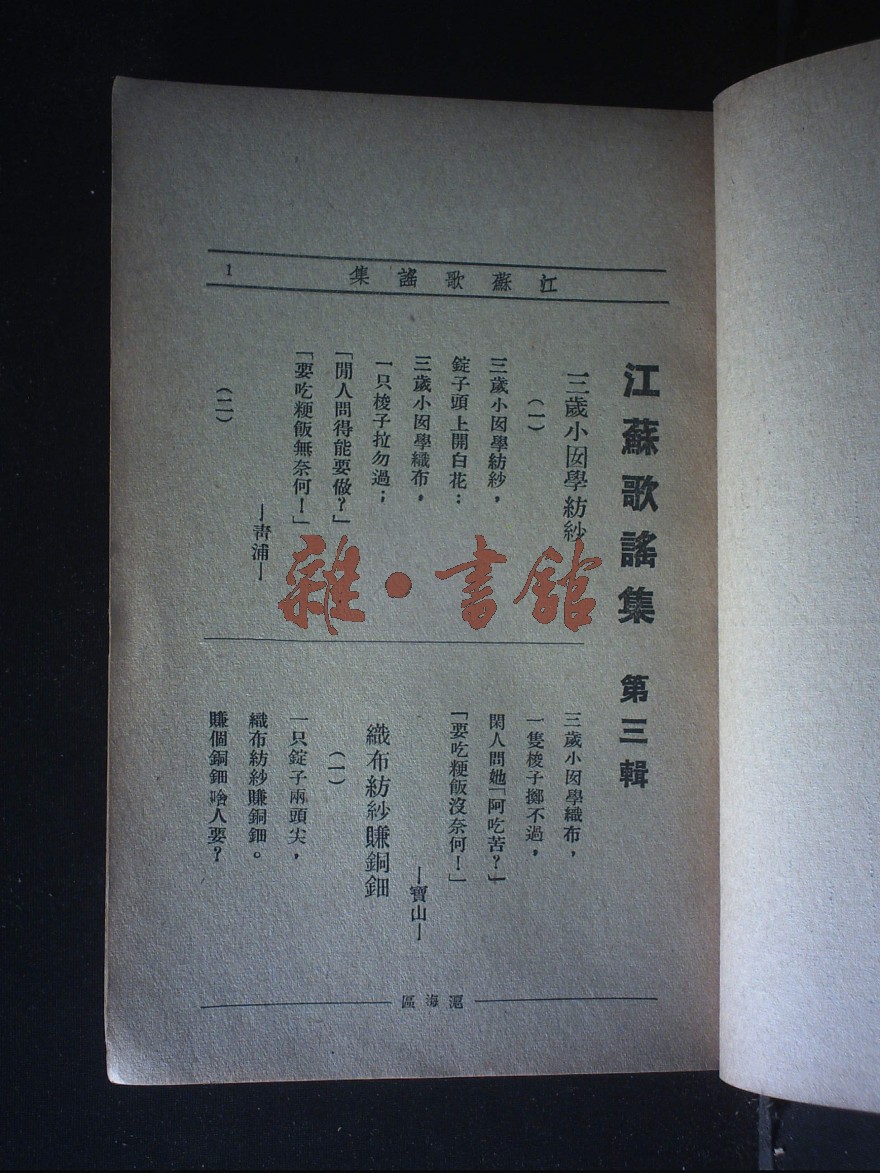 江蘇歌謠集
1
江蘇歌謠集 第三輯
三歲小囡學紡紗
（一）
三歲小囡學紡紗，
錠子頭上開白花：
三歲小囡學織布，
一只梭子拉勿過；
「閒人問得能要做？」
「要吃粳飯無奈何！」
—青浦—
（二）
三歲小囡學織布，
一隻梭子擲不過，
閑人問她「阿吃苦？」
「要吃粳飯沒奈何！」
—寶山—
織布紡紗賺銅鈿
（一）
一只錠子兩頭尖，
織布紡紗賺銅鈿。
賺個銅鈿啥人要？
滬海區
雜·書館